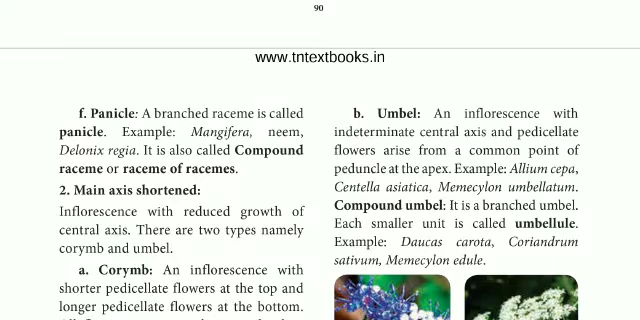 90
www.tntextbooks.in
f. Panicle: A branched raceme is called
panicle. Example: Mangifera, neem,
Delonix regia. It is also called Compound
raceme or raceme of racemes.
2. Main axis shortened:
Inflorescence with reduced growth of
central axis. There are two types namely
corymb and umbel.
a. Corymb: An inflorescence with
shorter pedicellate flowers at the top and
longer pedicellate flowers at the bottom.
b. Umbel: An inflorescence with
indeterminate central axis and pedicellate
flowers arise from a common point of
peduncle at the apex. Example: Allium cepa,
Centella asiatica, Memecylon umbellatum.
Compound umbel: It is a branched umbel.
Each smaller unit is called umbellule.
Example: Daucas carota, Coriandrum
sativum, Memecylon edule.